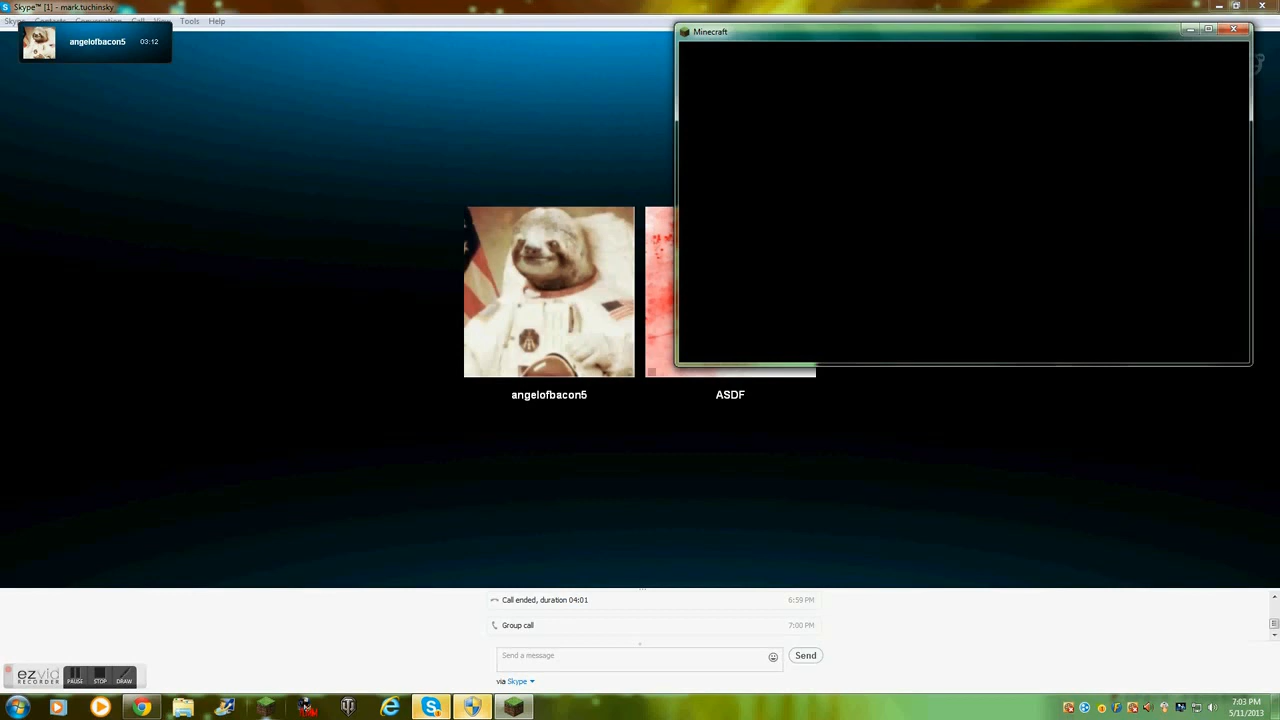 Skype™ [1] - mark.tuchinsky
Skype Contacts Conversation Call View Tools Help
angelofbacon5 03:12
Minecraft
angelofbacon5
ASDF
Call ended, duration 04:01 6:59 PM
Group call 7:00 PM
Send a message
Send
via Skype
ezvid
RECORDER
PAUSE STOP DRAW
7:03 PM
5/11/2013